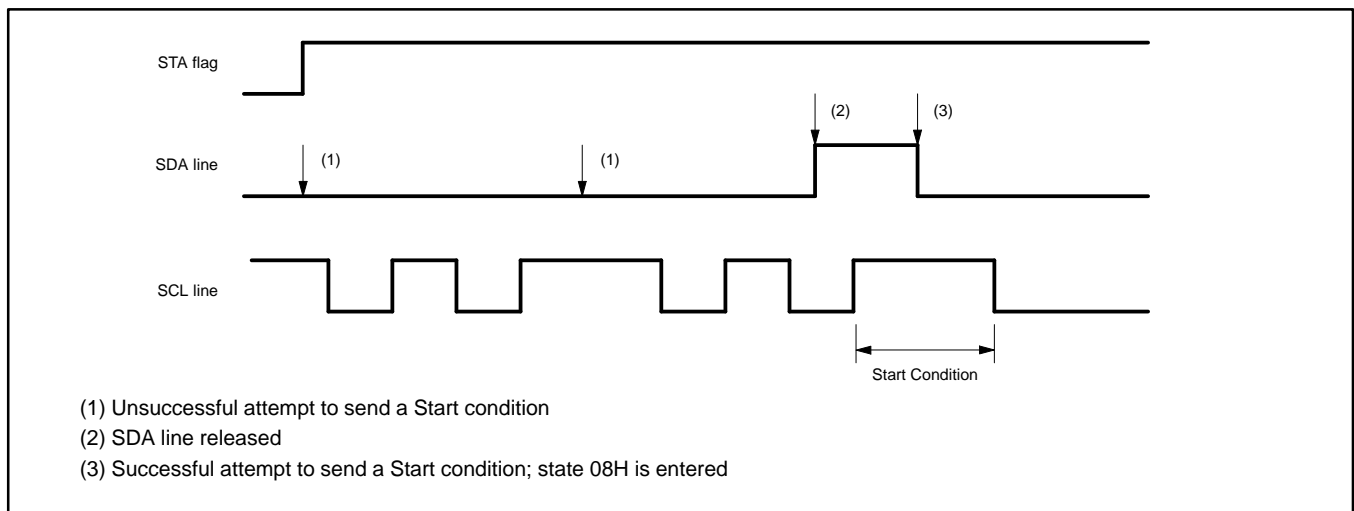 STA flag
(2)
(3)
SDA line
(1)
(1)
SCL line
Start Condition
(1) Unsuccessful attempt to send a Start condition
(2) SDA line released
(3) Successful attempt to send a Start condition; state 08H is entered